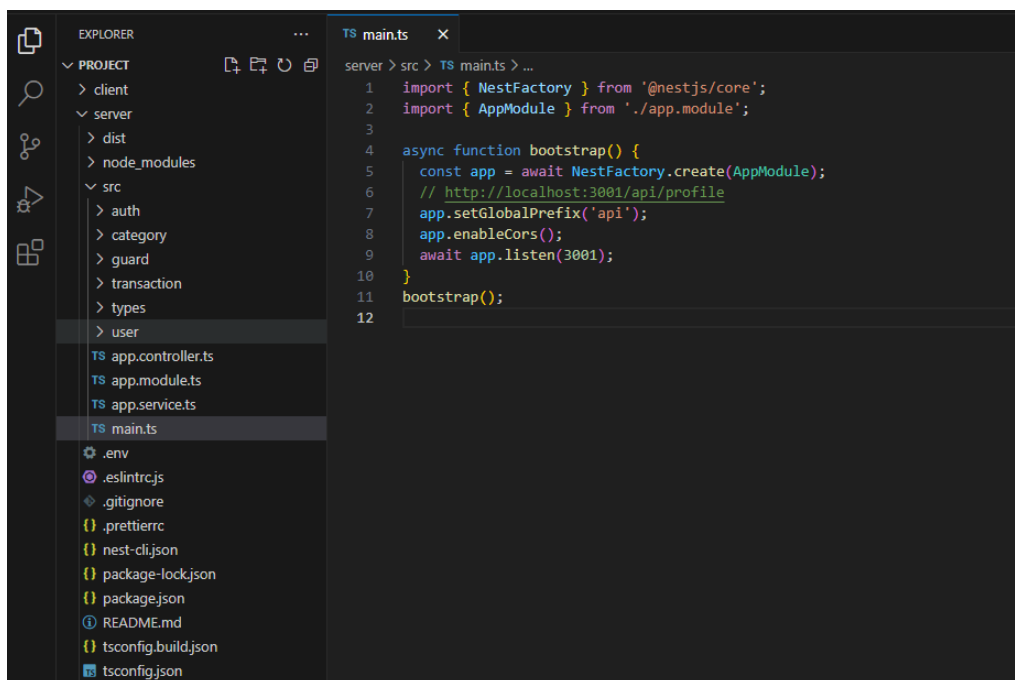 EXPLORER ...
PROJECT
client
server
dist
node_modules
src
auth
category
guard
transaction
types
user
TS app.controller.ts
TS app.module.ts
TS app.service.ts
TS main.ts
.env
.eslintrc.js
.gitignore
{} .prettierrc
{} nest-cli.json
{} package-lock.json
{} package.json
README.md
{} tsconfig.build.json
TS tsconfig.json
TS main.ts ×
server > src > TS main.ts > ...
1 import { NestFactory } from '@nestjs/core';
2 import { AppModule } from './app.module';
3
4 async function bootstrap() {
5 const app = await NestFactory.create(AppModule);
6 // http://localhost:3001/api/profile
7 app.setGlobalPrefix('api');
8 app.enableCors();
9 await app.listen(3001);
10 }
11 bootstrap();
12